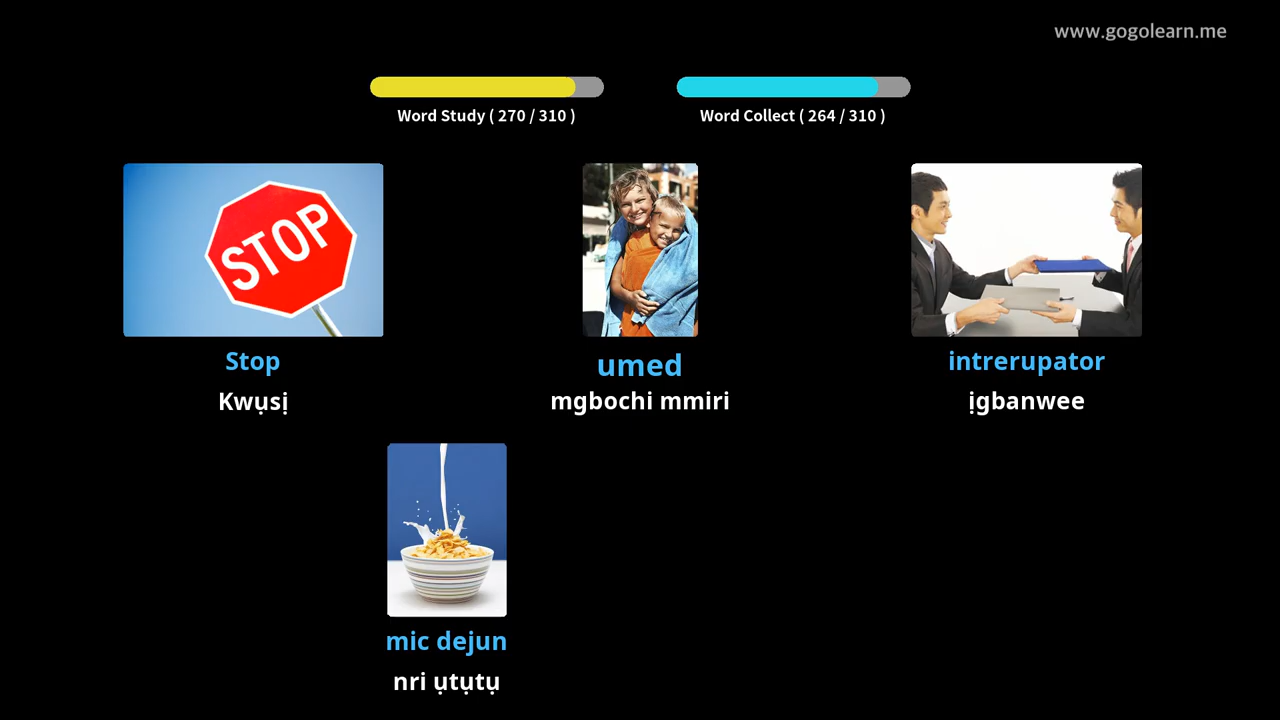 www.gogolearn.me
Word Study ( 270 / 310 )
Word Collect ( 264 / 310 )
STOP
Stop
umed
intrerupator
Kwụsị
mgbochi mmiri
ịgbanwee
mic dejun
nri ụtụtụ